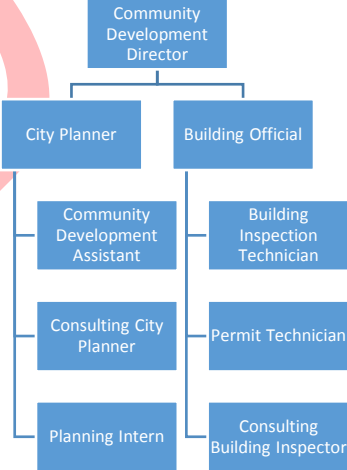 Community
Development
Director
City Planner
Building Official
Community
Development
Assistant
Building
Inspection
Technician
Consulting City
Planner
Permit Technician
Planning Intern
Consulting
Building Inspector